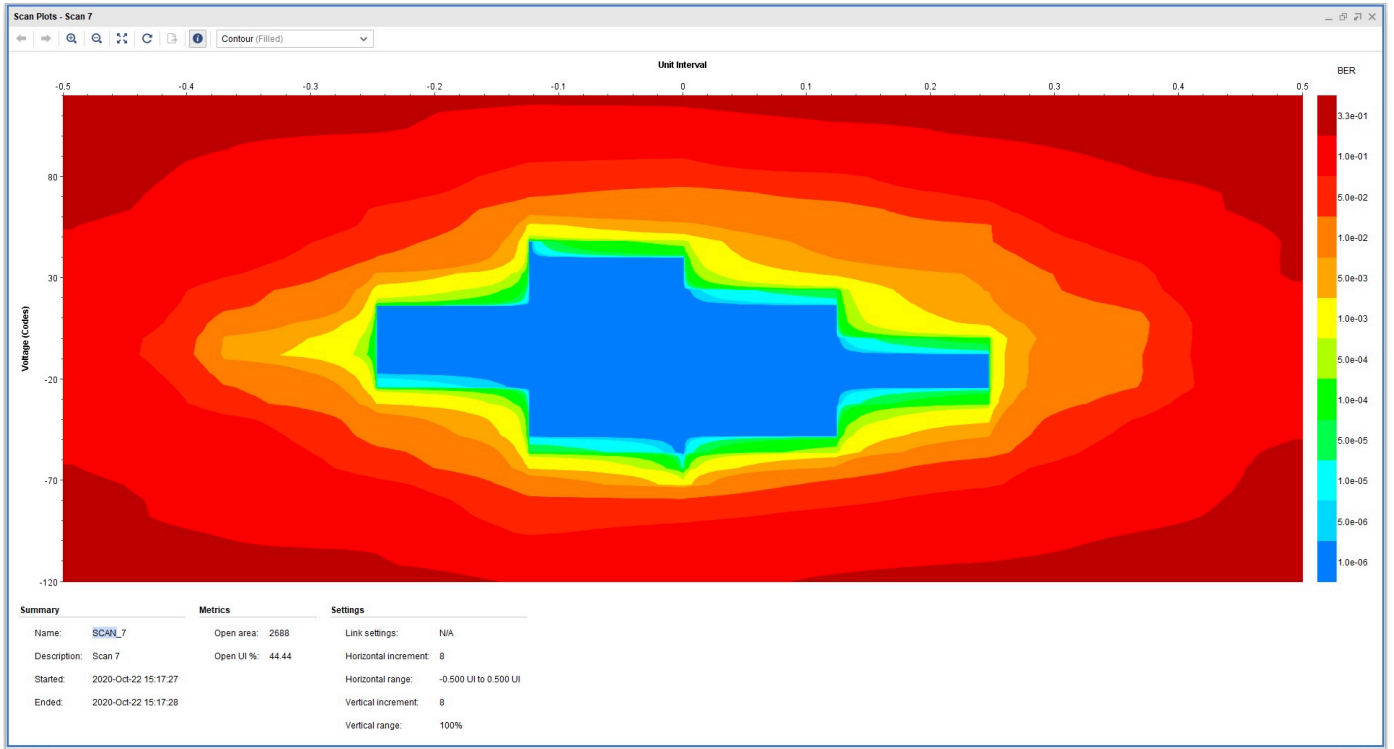 Scan Plots - Scan 7
Contour (Filled)
Unit Interval
BER
-0.5 -0.4 -0.3 -0.2 -0.1 0 0.1 0.2 0.3 0.4 0.5
Voltage (Codes)
80
30
-20
-70
-120
3.3e-01
1.0e-01
5.0e-02
1.0e-02
5.0e-03
1.0e-03
5.0e-04
1.0e-04
5.0e-05
1.0e-05
5.0e-06
1.0e-06
Summary Metrics Settings
Name: SCAN_7 Open area: 2688 Link settings: N/A
Description: Scan 7 Open UI %: 44.44 Horizontal increment: 8
Started: 2020-Oct-22 15:17:27 Horizontal range: -0.500 UI to 0.500 UI
Ended: 2020-Oct-22 15:17:28 Vertical increment: 8
Vertical range: 100%